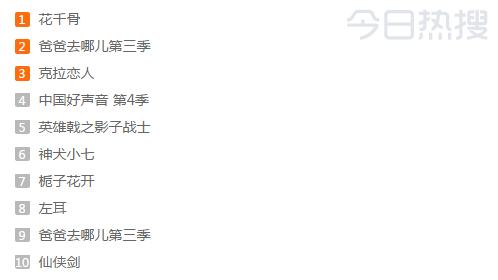 今日热搜
1 花千骨
2 爸爸去哪儿第三季
3 克拉恋人
4 中国好声音 第4季
5 英雄戟之影子战士
6 神犬小七
7 栀子花开
8 左耳
9 爸爸去哪儿第三季
10 仙侠剑